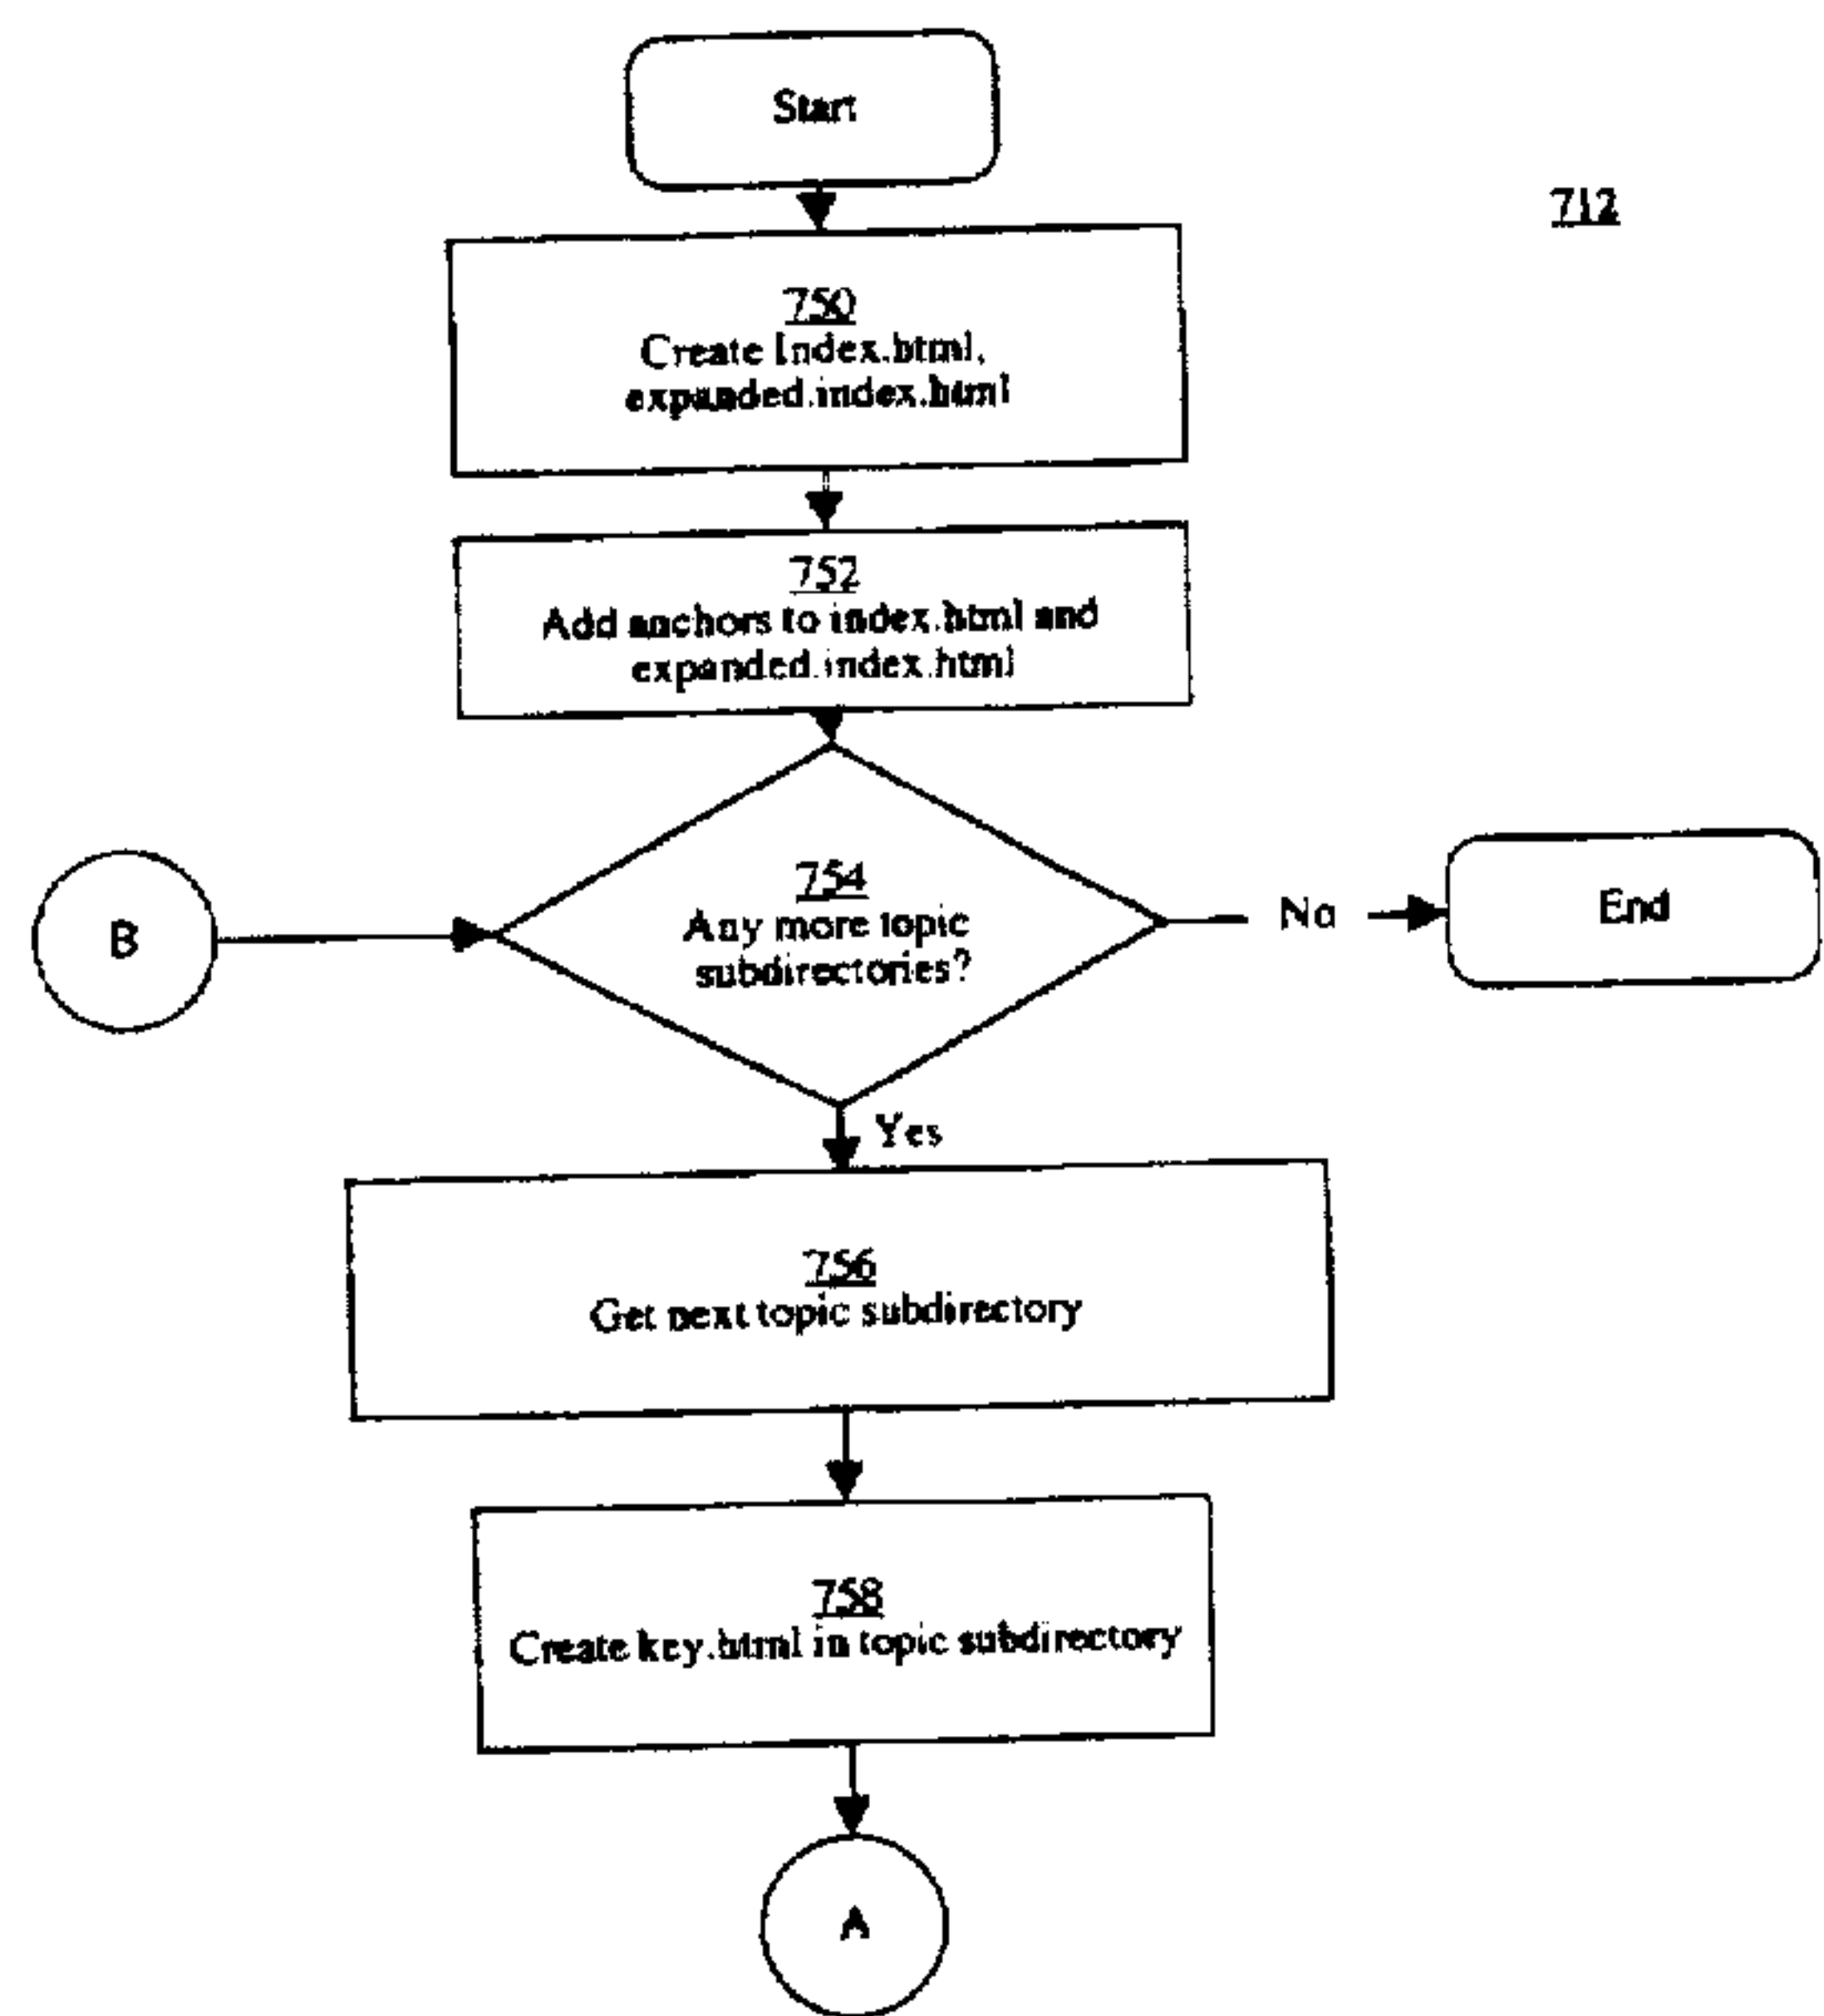 Start
712
750
Create Index.html,
expanded.index.html
752
Add anchors to index.html and
expanded.index.html
754
Any more topic
subdirectories?
B
No
End
Yes
756
Get next topic subdirectory
758
Create key.html in topic subdirectory
A